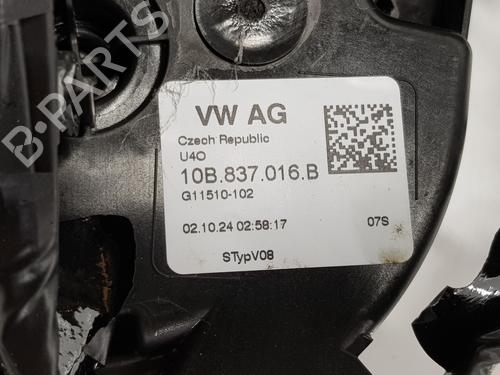 B-PARTS
VW AG
Czech Republic
U4O
10B.837.016.B
G11510-102
02.10.24 02:58:17
07S
STypV08